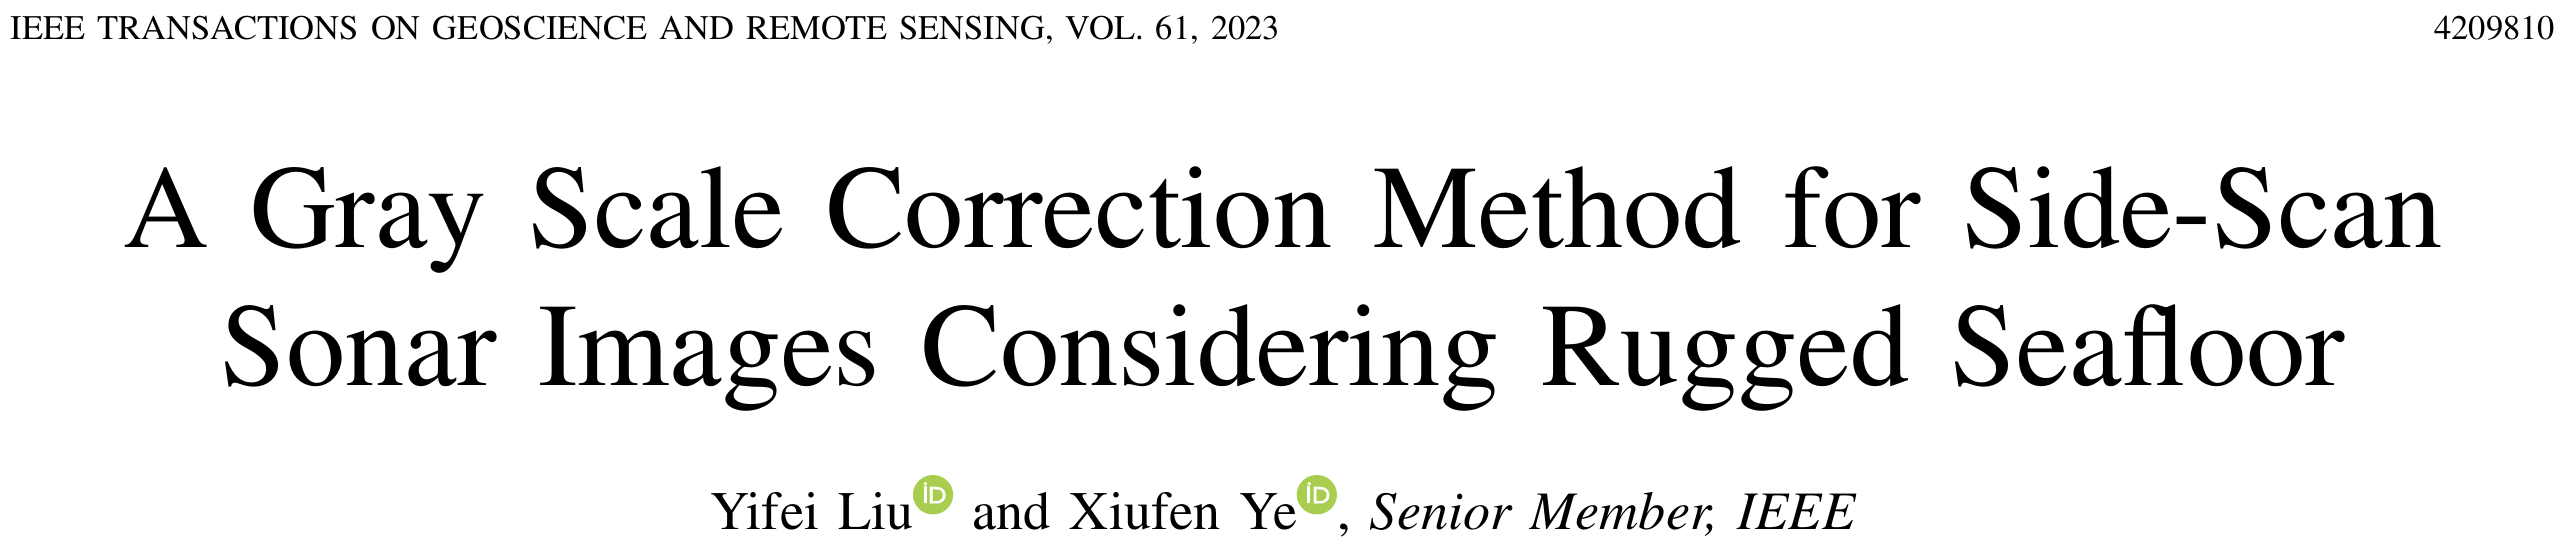 IEEE TRANSACTIONS ON GEOSCIENCE AND REMOTE SENSING, VOL. 61, 2023 4209810
A Gray Scale Correction Method for Side-Scan
Sonar Images Considering Rugged Seafloor
Yifei Liu iD and Xiufen Ye iD, Senior Member, IEEE